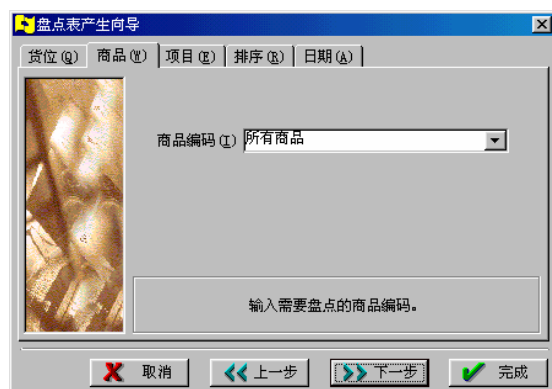 盘点表产生向导
货位(Q) 商品(W) 项目(E) 排序(R) 日期(A)
商品编码(I) 所有商品
输入需要盘点的商品编码。
取消 上一步 下一步 完成